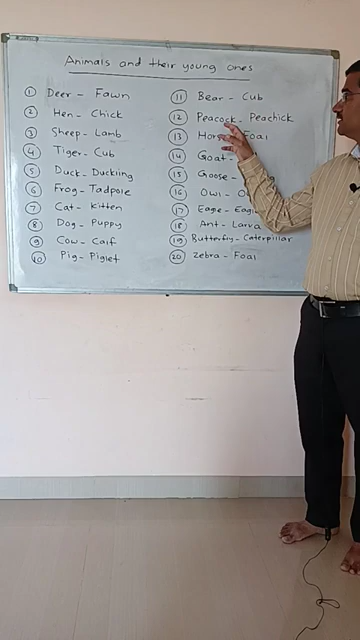 Animals and their young ones
1 Deer - Fawn
2 Hen - Chick
3 Sheep - Lamb
4 Tiger - Cub
5 Duck - Duckling
6 Frog - Tadpole
7 Cat - Kitten
8 Dog - Puppy
9 Cow - Calf
10 Pig - Piglet
11 Bear - Cub
12 Peacock - Peachick
13 Horse - Foal
14 Goat -
15 Goose -
16 Owl -
17 Eagle -
18 Ant - Larva
19 Butterfly - Caterpillar
20 Zebra - Foal